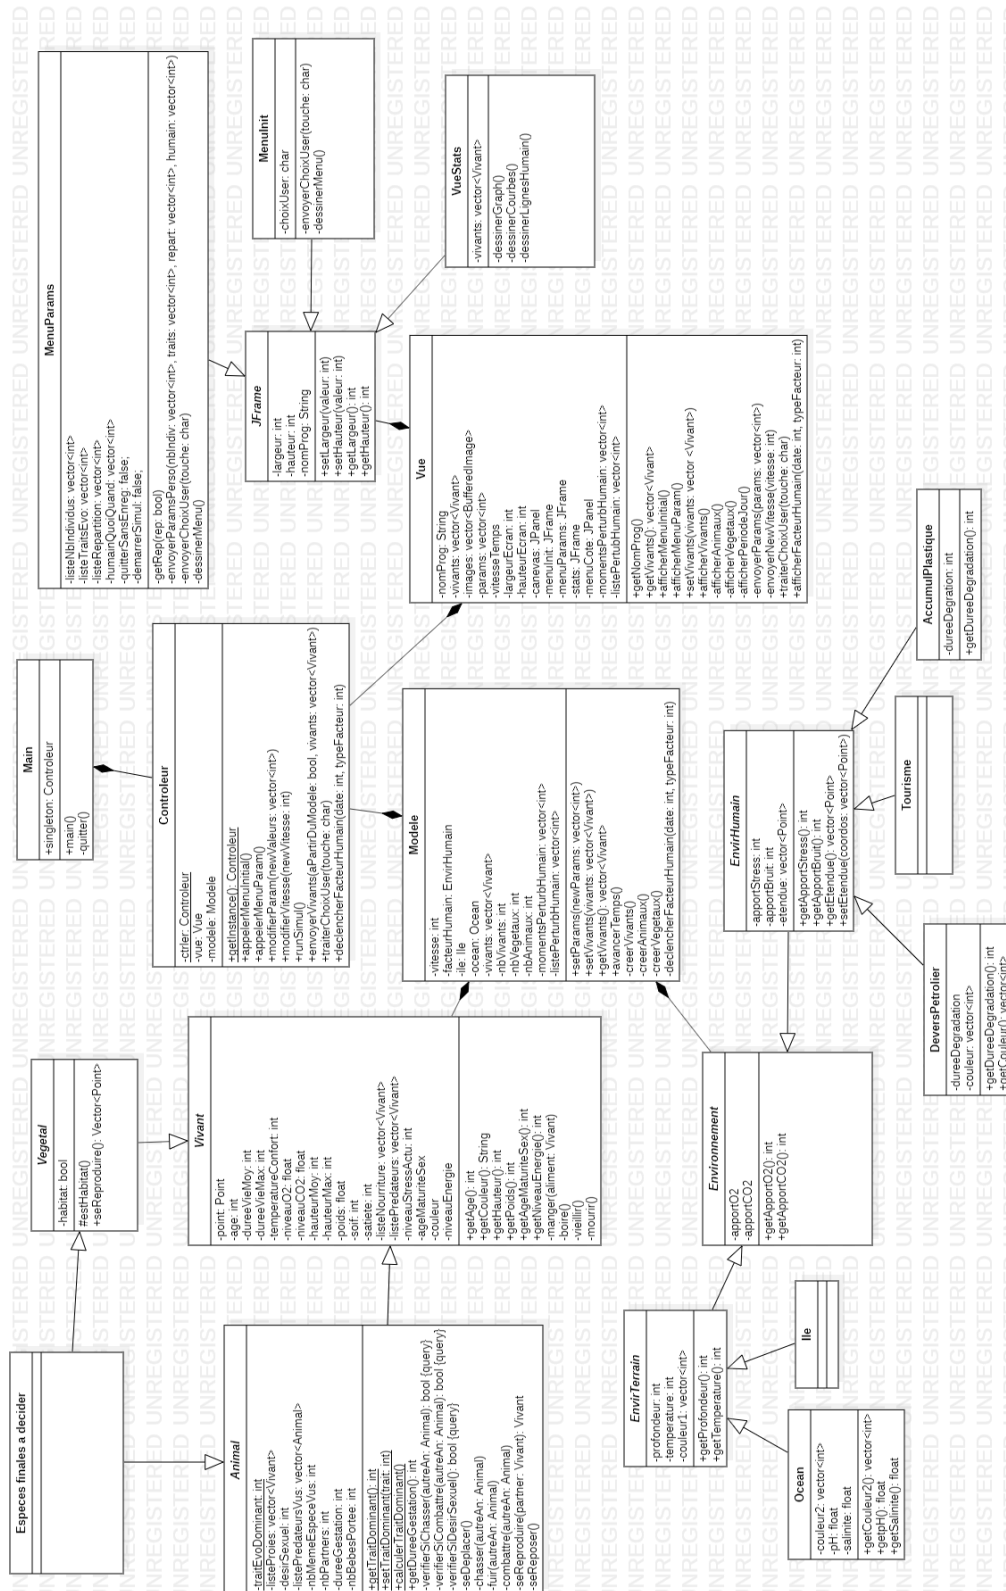 UNREGISTERED
Especes finales a decider
Vegetal
-habitat: bool
#estHabitat()
+seReproduire(): Vector<Point>
Main
+singleton: Controleur
+main()
-quitter()
MenuParams
-listeNbIndividus: vector<int>
-listeTraitsEvo: vector<int>
-listeRepartition: vector<int>
-humainQuoiQuand: vector<int>
-quitterSansEnreg: false;
-demarrerSimul: false;
-getRep(rep: bool)
-envoyerParamsPerso(nbIndiv: vector<int>, traits: vector<int>, repart: vector<int>, humain: vector<int>)
-envoyerChoixUser(touche: char)
-dessinerMenu()
Controleur
-ctrler: Controleur
-vue: Vue
-modele: Modele
+getInstance(): Controleur
+appelerMenuInitial()
+appelerMenuParam()
+modifierParam(newValeurs: vector<int>)
+modifierVitesse(newVitesse: int)
+runSimul()
+envoyerVivants(aPartirDuModele: bool, vivants: vector<Vivant>)
+traiterChoixUser(touche: char)
+declencherFacteurHumain(date: int, typeFacteur: int)
MenuInit
-choixUser: char
-envoyerChoixUser(touche: char)
-dessinerMenu()
JFrame
-largeur: int
-hauteur: int
-nomProg: String
+setLargeur(valeur: int)
+setHauteur(valeur: int)
+getLargeur(): int
+getHauteur(): int
VueStats
-vivants: vector<Vivant>
-dessinerGraph()
-dessinerCourbes()
-dessinerLignesHumain()
Animal
-traitEvoDominant: int
-listeProies: vector<Vivant>
-desirSexuel: int
-listePredateursVus: vector<Animal>
-nbMemeEspeceVus: int
-nbPartners: int
-dureeGestation: int
-nbBebesPortee: int
+getTraitDominant(): int
+setTraitDominant(trait: int)
+calculerTraitDominant()
+getDureeGestation(): int
-verifierSiChasser(autreAn: Animal): bool {query}
-verifierSiCombattre(autreAn: Animal): bool {query}
-verifierSiDesirSexuel(): bool {query}
-seDeplacer()
-chasser(autreAn: Animal)
-fuir(autreAn: Animal)
-combattre(autreAn: Animal)
-seReproduire(partner: Vivant): Vivant
-seReposer()
Vivant
-point: Point
-age: int
-dureeVieMoy: int
-dureeVieMax: int
-temperatureConfort: int
-niveauO2: float
-niveauCO2: float
-hauteurMoy: int
-hauteurMax: int
-poids: float
-soif: int
-satiete: int
-listeNourriture: vector<Vivant>
-listePredateurs: vector<Vivant>
-niveauStressActu: int
-ageMaturiteSex
-couleur
-niveauEnergie
+getAge(): int
+getCouleur(): String
+getHauteur(): int
+getPoids(): int
+getAgeMaturiteSex(): int
+getNiveauEnergie(): int
-manger(aliment: Vivant)
-boire()
-vieillir()
-mourir()
Modele
-vitesse: int
-facteurHumain: EnvirHumain
-ile: Ile
-ocean: Ocean
-vivants: vector<Vivant>
-nbVivants: int
-nbVegetaux: int
-nbAnimaux: int
-momentsPerturbHumain: vector<int>
-listePerturbHumain: vector<int>
+setParams(newParams: vector<int>)
+setVivants(vivants: vector<Vivant>)
+getVivants(): vector<Vivant>
+avancerTemps()
-creerVivants()
-creerAnimaux()
-creerVegetaux()
-declencherFacteurHumain(date: int, typeFacteur: int)
Vue
-nomProg: String
-vivants: vector<Vivant>
-images: vector<BufferedImage>
-params: vector<int>
-vitesseTemps
-largeurEcran: int
-hauteurEcran: int
-canevas: JPanel
-menuInit: JFrame
-menuParams: JFrame
-stats: JFrame
-menuCote: JPanel
-momentsPerturbHumain: vector<int>
-listePerturbHumain: vector<int>
+getNomProg()
+getVivants(): vector<Vivant>
+afficherMenuInitial()
+afficherMenuParam()
+setVivants(vivants: vector <Vivant>)
+afficherVivants()
-afficherAnimaux()
-afficherVegetaux()
-afficherPeriodeJour()
-envoyerParams(params: vector<int>)
-envoyerNewVitesse(vitesse: int)
+traiterChoixUser(touche: char)
+afficherFacteurHumain(date: int, typeFacteur: int)
EnvirTerrain
-profondeur: int
-temperature: int
-couleur1: vector<int>
+getProfondeur(): int
+getTemperature(): int
Environnement
-apportO2
-apportCO2
+getApportO2(): int
+getApportCO2(): int
EnvirHumain
-apportStress: int
-apportBruit: int
-etendue: vector<Point>
+getApportStress(): int
+getApportBruit(): int
+getEtendue(): vector<Point>
+setEtendue(coordos: vector<Point>)
Ocean
-couleur2: vector<int>
-pH: float
-salinite: float
+getCouleur2(): vector<int>
+getpH(): float
+getSalinite(): float
Ile
DeversPetrolier
-dureeDegradation
-couleur: vector<int>
+getDureeDegradation(): int
+getCouleur(): vector<int>
Tourisme
AccumulPlastique
-dureeDegration: int
+getDureeDegradation(): int